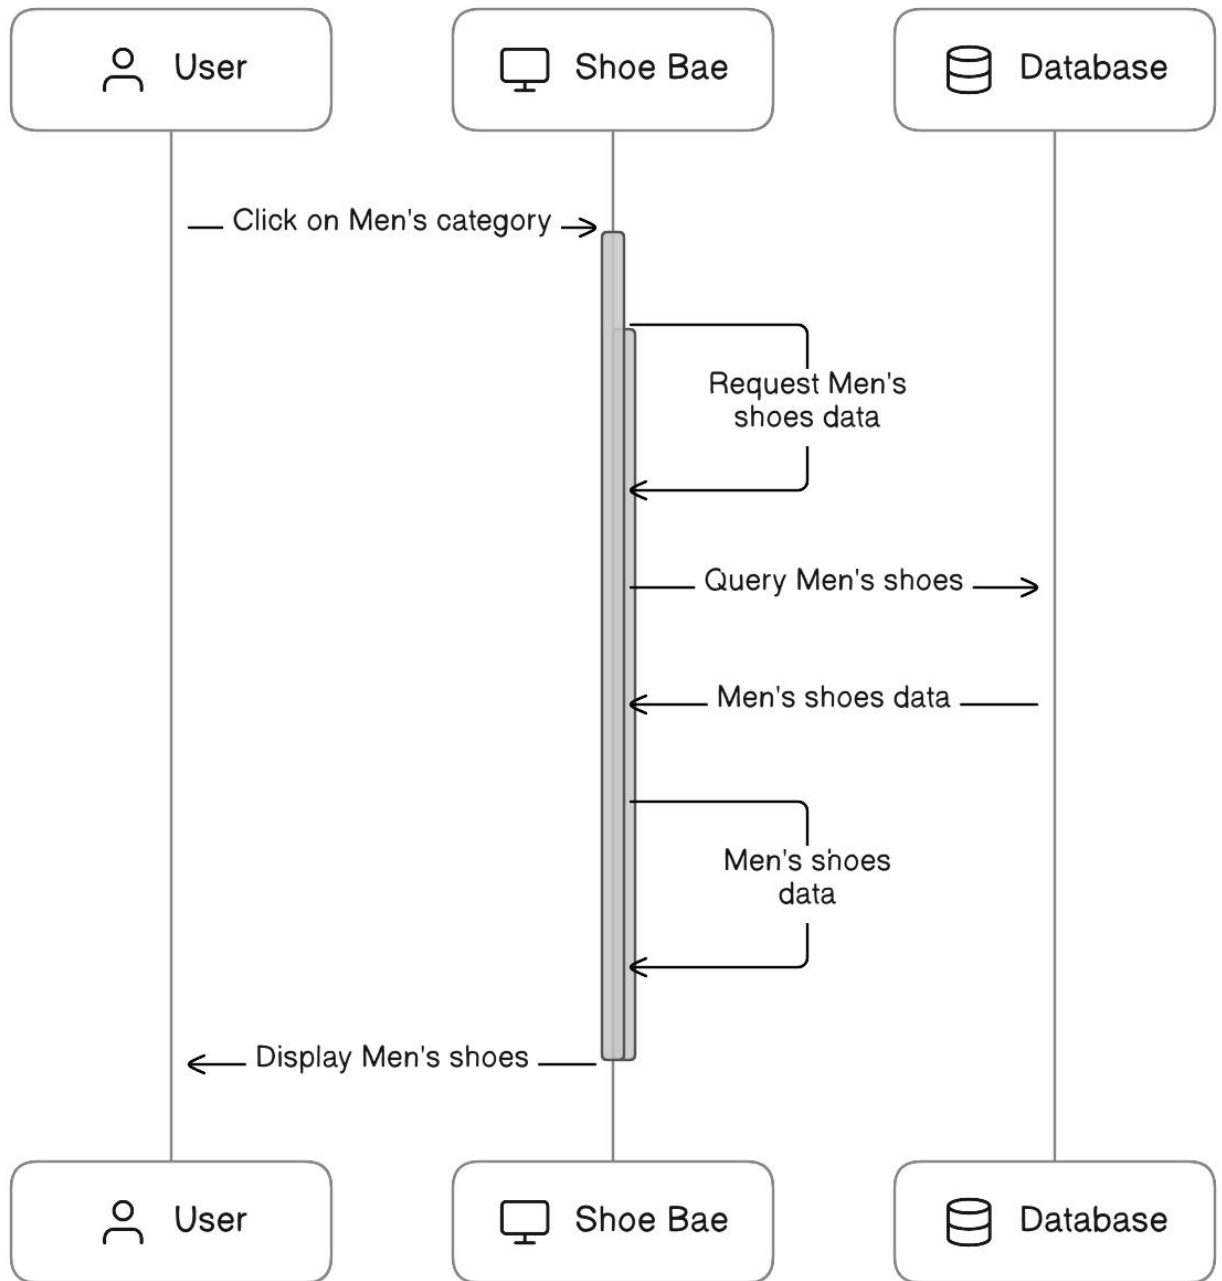 User
Shoe Bae
Database
Click on Men's category
Request Men's
shoes data
Query Men's shoes
Men's shoes data
Men's shoes
data
Display Men's shoes
User
Shoe Bae
Database